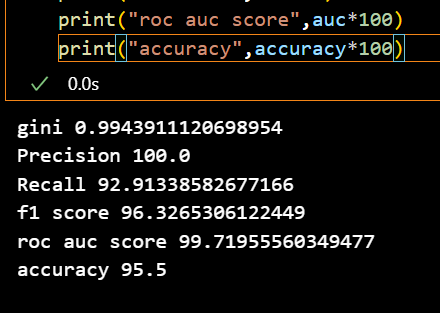 print("roc auc score",auc*100)
print("accuracy",accuracy*100)
0.0s
gini 0.9943911120698954
Precision 100.0
Recall 92.91338582677166
f1 score 96.3265306122449
roc auc score 99.71955560349477
accuracy 95.5